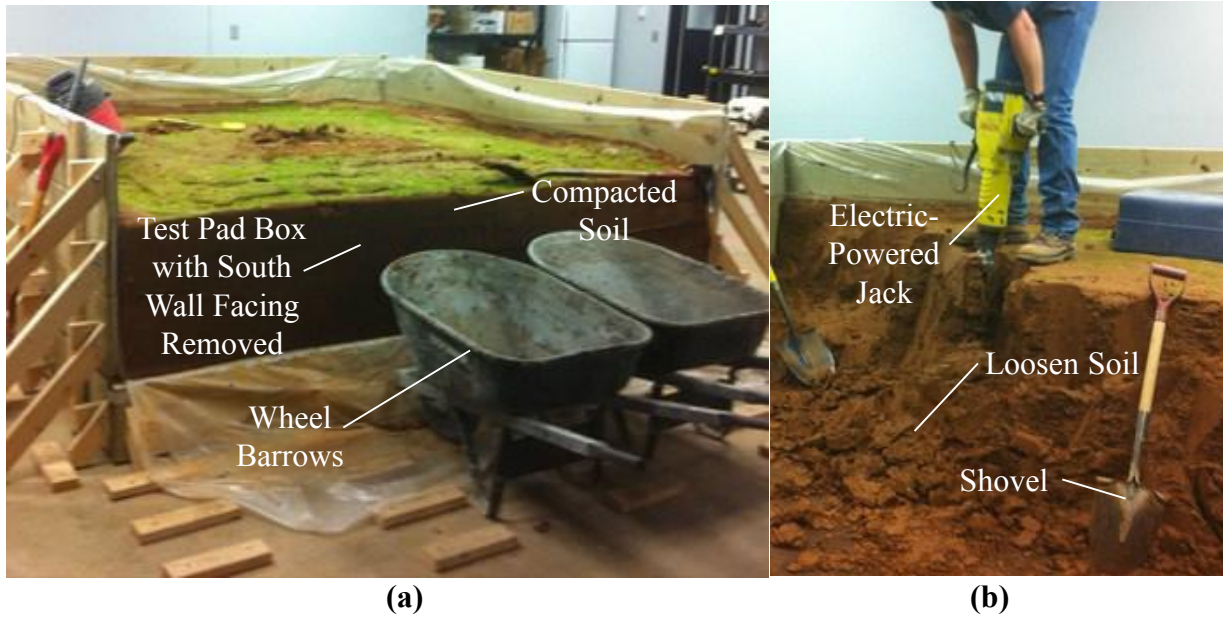 Compacted
Soil
Test Pad Box
with South
Wall Facing
Removed
Wheel
Barrows
(a)
Electric-
Powered
Jack
Loosen Soil
Shovel
(b)